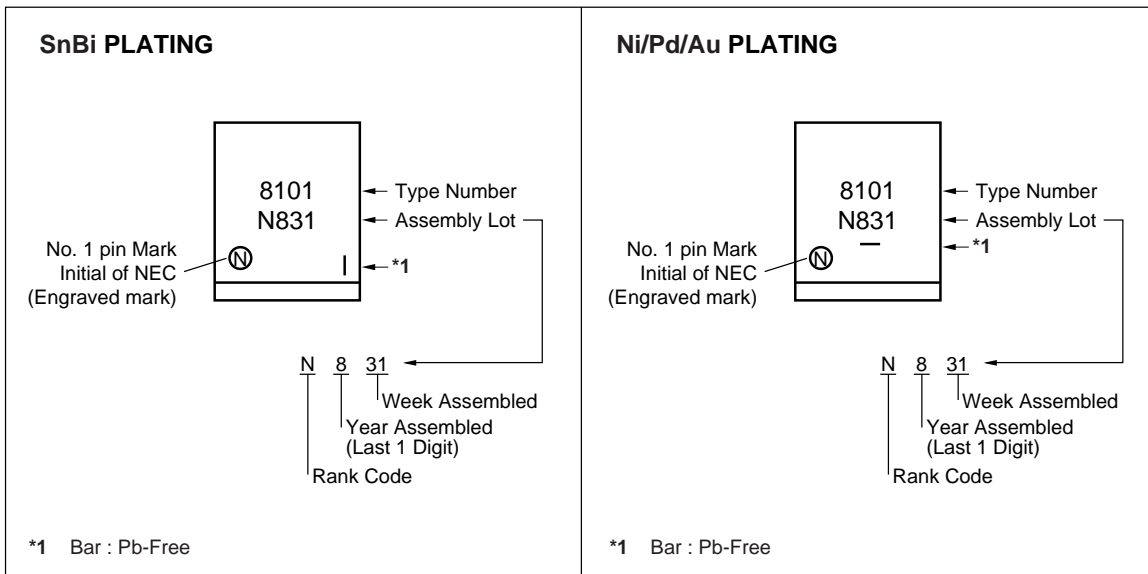 SnBi PLATING
8101
N831
N
Type Number
Assembly Lot
*1
No. 1 pin Mark
Initial of NEC
(Engraved mark)
N 8 31
Week Assembled
Year Assembled
(Last 1 Digit)
Rank Code
*1 Bar : Pb-Free
Ni/Pd/Au PLATING
8101
N831
N
Type Number
Assembly Lot
*1
No. 1 pin Mark
Initial of NEC
(Engraved mark)
N 8 31
Week Assembled
Year Assembled
(Last 1 Digit)
Rank Code
*1 Bar : Pb-Free